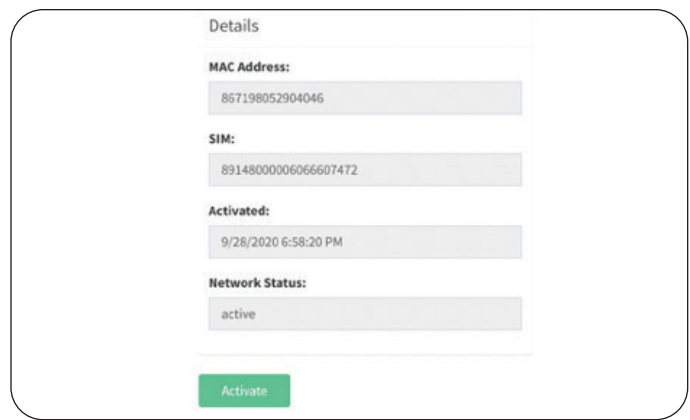 Details
MAC Address:
867198052904046
SIM:
89148000006066607472
Activated:
9/28/2020 6:58:20 PM
Network Status:
active
Activate